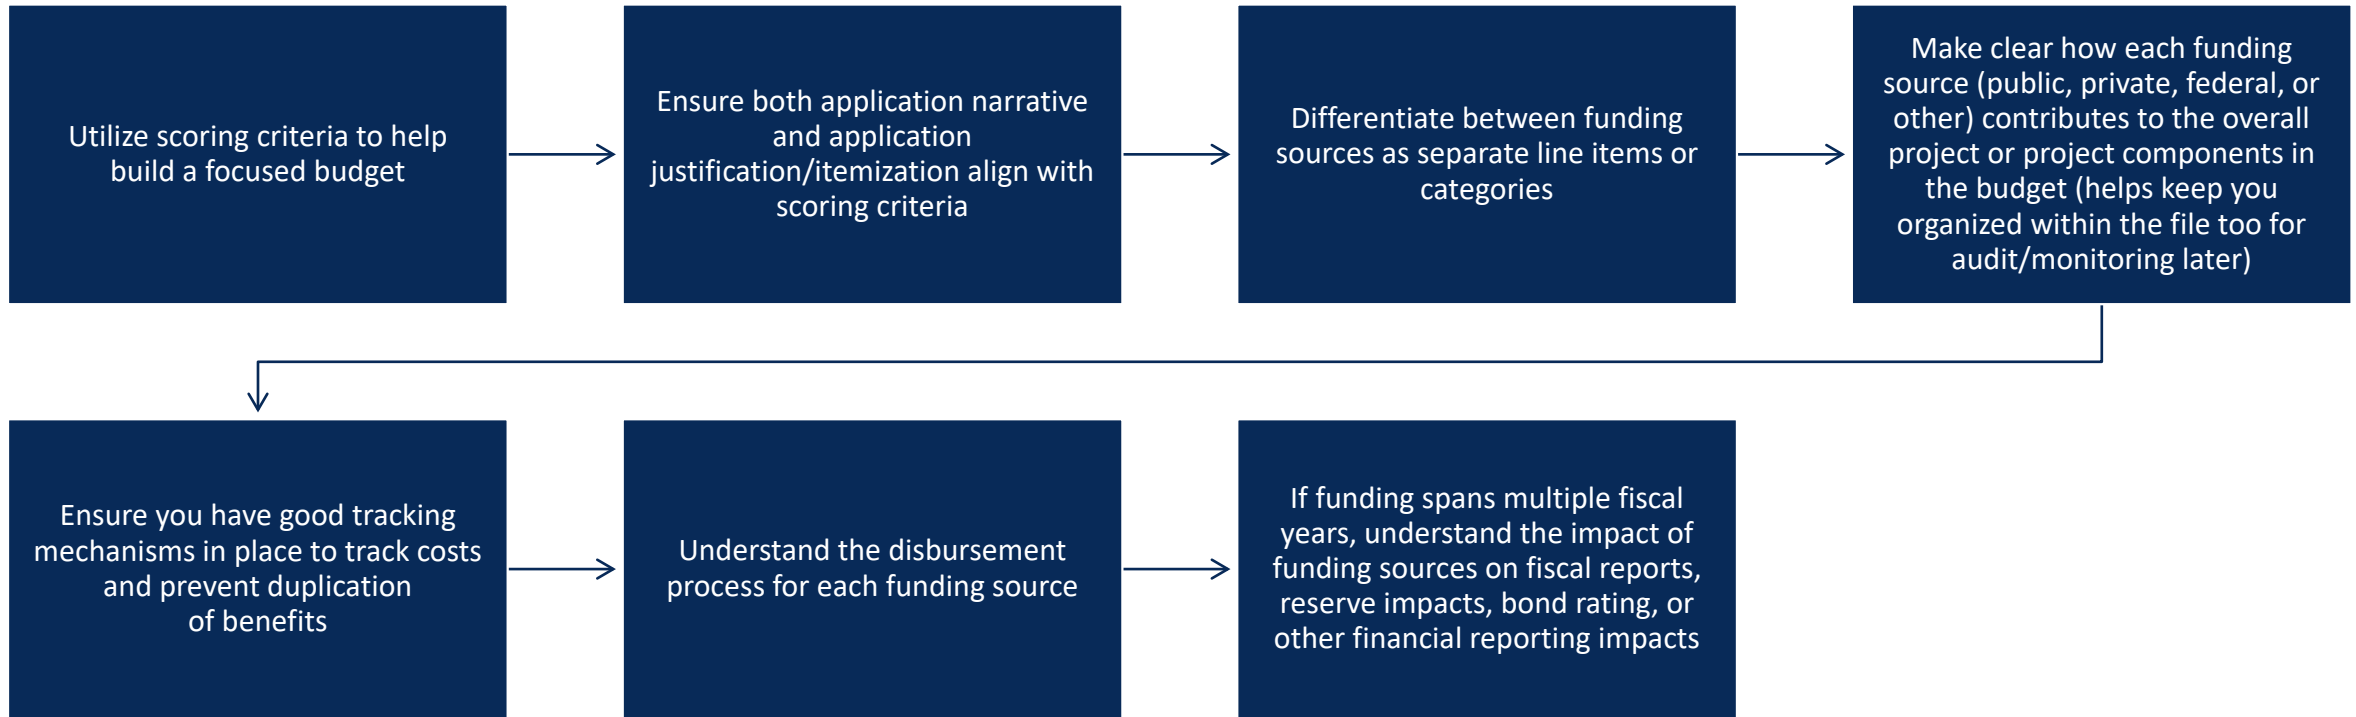 Utilize scoring criteria to help
build a focused budget
Ensure both application narrative
and application
justification/itemization align with
scoring criteria
Differentiate between funding
sources as separate line items or
categories
Make clear how each funding
source (public, private, federal, or
other) contributes to the overall
project or project components in
the budget (helps keep you
organized within the file too for
audit/monitoring later)
Ensure you have good tracking
mechanisms in place to track costs
and prevent duplication
of benefits
Understand the disbursement
process for each funding source
If funding spans multiple fiscal
years, understand the impact of
funding sources on fiscal reports,
reserve impacts, bond rating, or
other financial reporting impacts